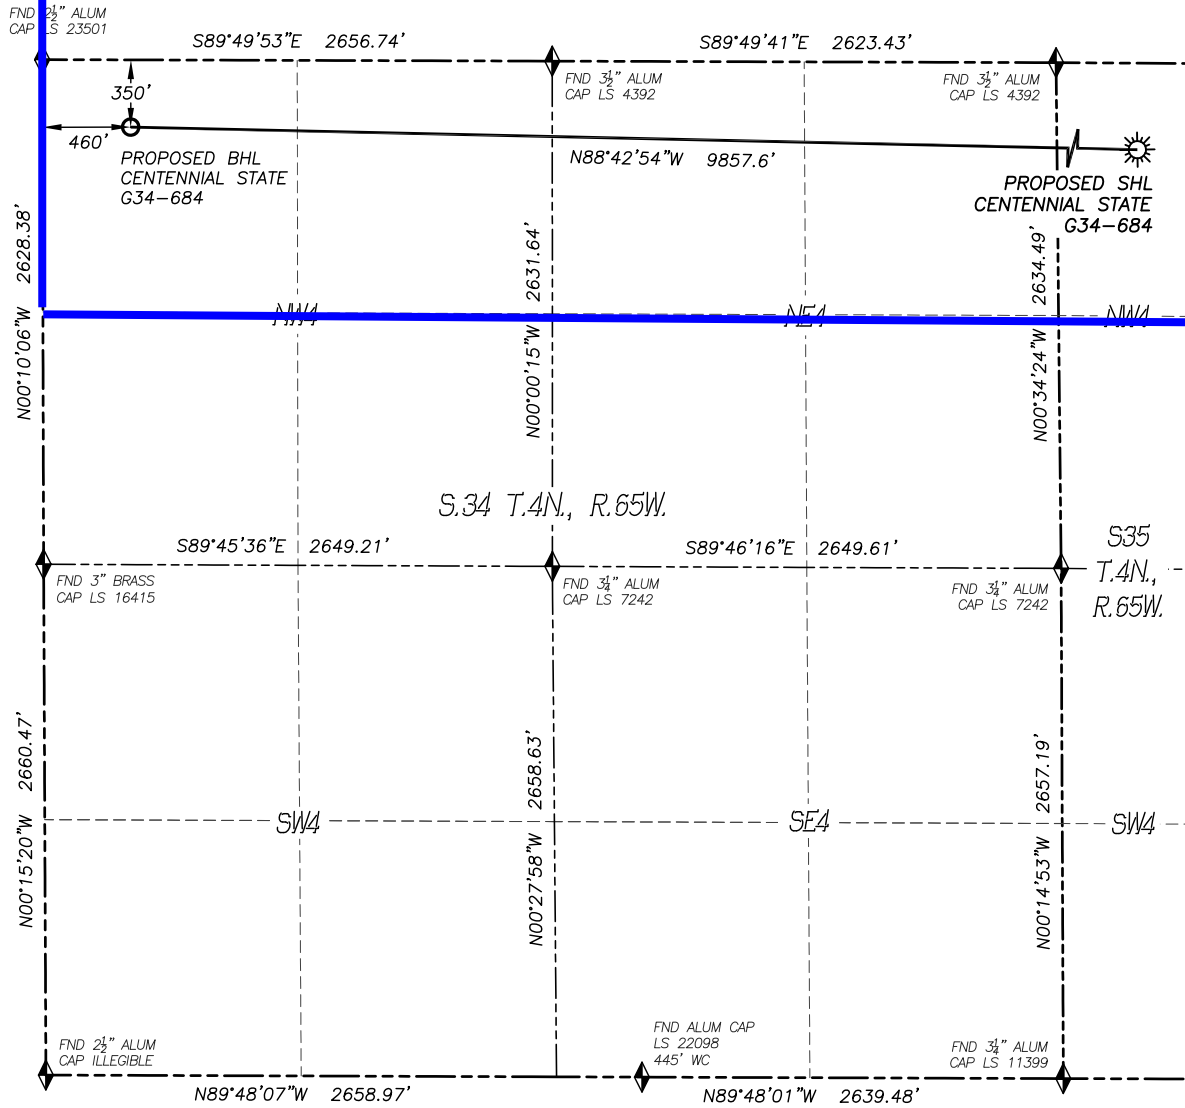 FND 2½" ALUM
CAP LS 23501
S89°49'53"E 2656.74'
S89°49'41"E 2623.43'
FND 3½" ALUM
CAP LS 4392
FND 3½" ALUM
CAP LS 4392
350'
460'
PROPOSED BHL
CENTENNIAL STATE
G34-684
N88°42'54"W 9857.6'
PROPOSED SHL
CENTENNIAL STATE
G34-684
N00°10'06"W 2628.38'
N00°00'15"W 2631.64'
N00°34'24"W 2634.49'
NW4
NE4
NW4
S.34 T.4N., R.65W.
S89°45'36"E 2649.21'
S89°46'16"E 2649.61'
S35
T.4N.,
R.65W.
FND 3" BRASS
CAP LS 16415
FND 3¼" ALUM
CAP LS 7242
FND 3¼" ALUM
CAP LS 7242
N00°15'20"W 2660.47'
N00°27'58"W 2658.63'
N00°14'53"W 2657.19'
SW4
SE4
SW4
FND 2½" ALUM
CAP ILLEGIBLE
FND ALUM CAP
LS 22098
445' WC
FND 3¼" ALUM
CAP LS 11399
N89°48'07"W 2658.97'
N89°48'01"W 2639.48'